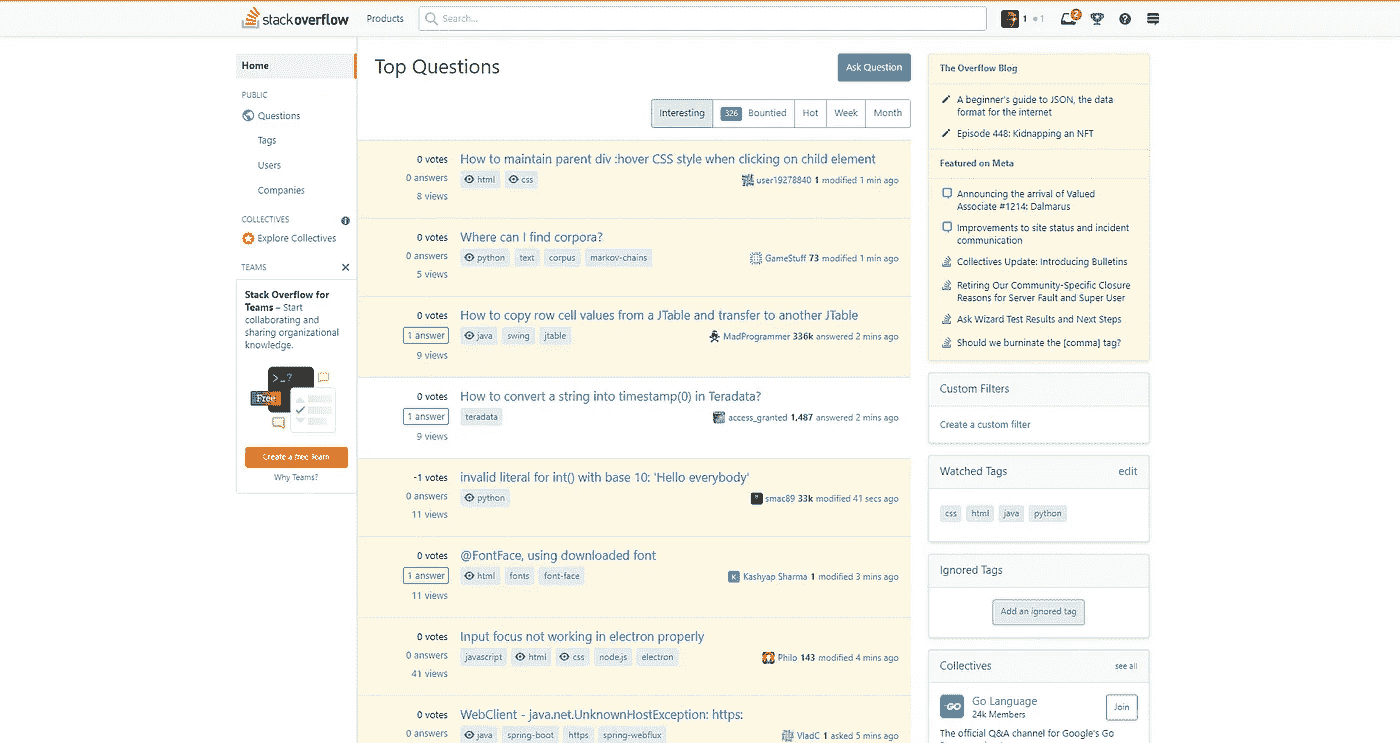 stackoverflow Products Search... 1 1 2
Home
PUBLIC
Questions
Tags
Users
Companies
COLLECTIVES
Explore Collectives
TEAMS
Stack Overflow for
Teams – Start
collaborating and
sharing organizational
knowledge.
>_?
Free
Create a free Team
Why Teams?
Top Questions
Ask Question
Interesting 326 Bountied Hot Week Month
0 votes
0 answers
8 views
How to maintain parent div :hover CSS style when clicking on child element
html css
user19278840 1 modified 1 min ago
0 votes
0 answers
5 views
Where can I find corpora?
python text corpus markov-chains
GameStuff 73 modified 1 min ago
0 votes
1 answer
9 views
How to copy row cell values from a JTable and transfer to another JTable
java swing jtable
MadProgrammer 336k answered 2 mins ago
0 votes
1 answer
9 views
How to convert a string into timestamp(0) in Teradata?
teradata
access_granted 1,487 answered 2 mins ago
-1 votes
0 answers
11 views
invalid literal for int() with base 10: 'Hello everybody'
python
smac89 33k modified 41 secs ago
0 votes
1 answer
11 views
@FontFace, using downloaded font
html fonts font-face
K Kashyap Sharma 1 modified 3 mins ago
0 votes
0 answers
41 views
Input focus not working in electron properly
javascript html css node.js electron
Philo 143 modified 4 mins ago
0 votes
0 answers
WebClient - java.net.UnknownHostException: https:
java spring-boot https spring-webflux
VladC 1 asked 5 mins ago
The Overflow Blog
A beginner's guide to JSON, the data
format for the internet
Episode 448: Kidnapping an NFT
Featured on Meta
Announcing the arrival of Valued
Associate #1214: Dalmarus
Improvements to site status and incident
communication
Collectives Update: Introducing Bulletins
Retiring Our Community-Specific Closure
Reasons for Server Fault and Super User
Ask Wizard Test Results and Next Steps
Should we burninate the [comma] tag?
Custom Filters
Create a custom filter
Watched Tags edit
css html java python
Ignored Tags
Add an ignored tag
Collectives see all
GO Go Language
24k Members
Join
The official Q&A channel for Google's Go